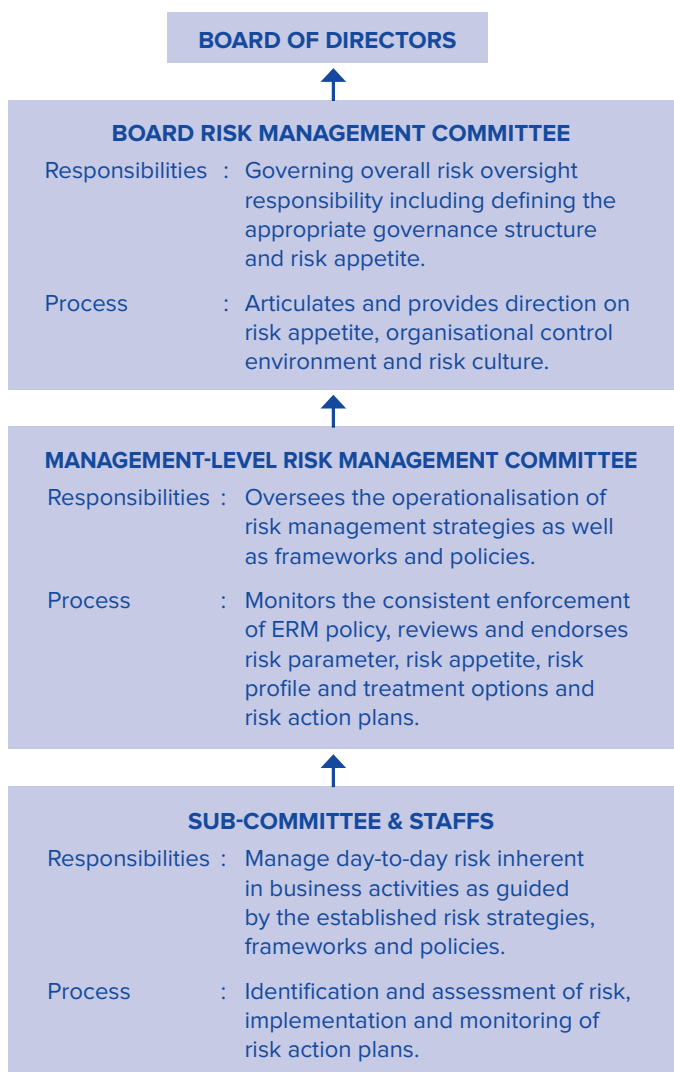 BOARD OF DIRECTORS
BOARD RISK MANAGEMENT COMMITTEE
Responsibilities : Governing overall risk oversight
responsibility including defining the
appropriate governance structure
and risk appetite.
Process : Articulates and provides direction on
risk appetite, organisational control
environment and risk culture.
MANAGEMENT-LEVEL RISK MANAGEMENT COMMITTEE
Responsibilities : Oversees the operationalisation of
risk management strategies as well
as frameworks and policies.
Process : Monitors the consistent enforcement
of ERM policy, reviews and endorses
risk parameter, risk appetite, risk
profile and treatment options and
risk action plans.
SUB-COMMITTEE & STAFFS
Responsibilities : Manage day-to-day risk inherent
in business activities as guided
by the established risk strategies,
frameworks and policies.
Process : Identification and assessment of risk,
implementation and monitoring of
risk action plans.